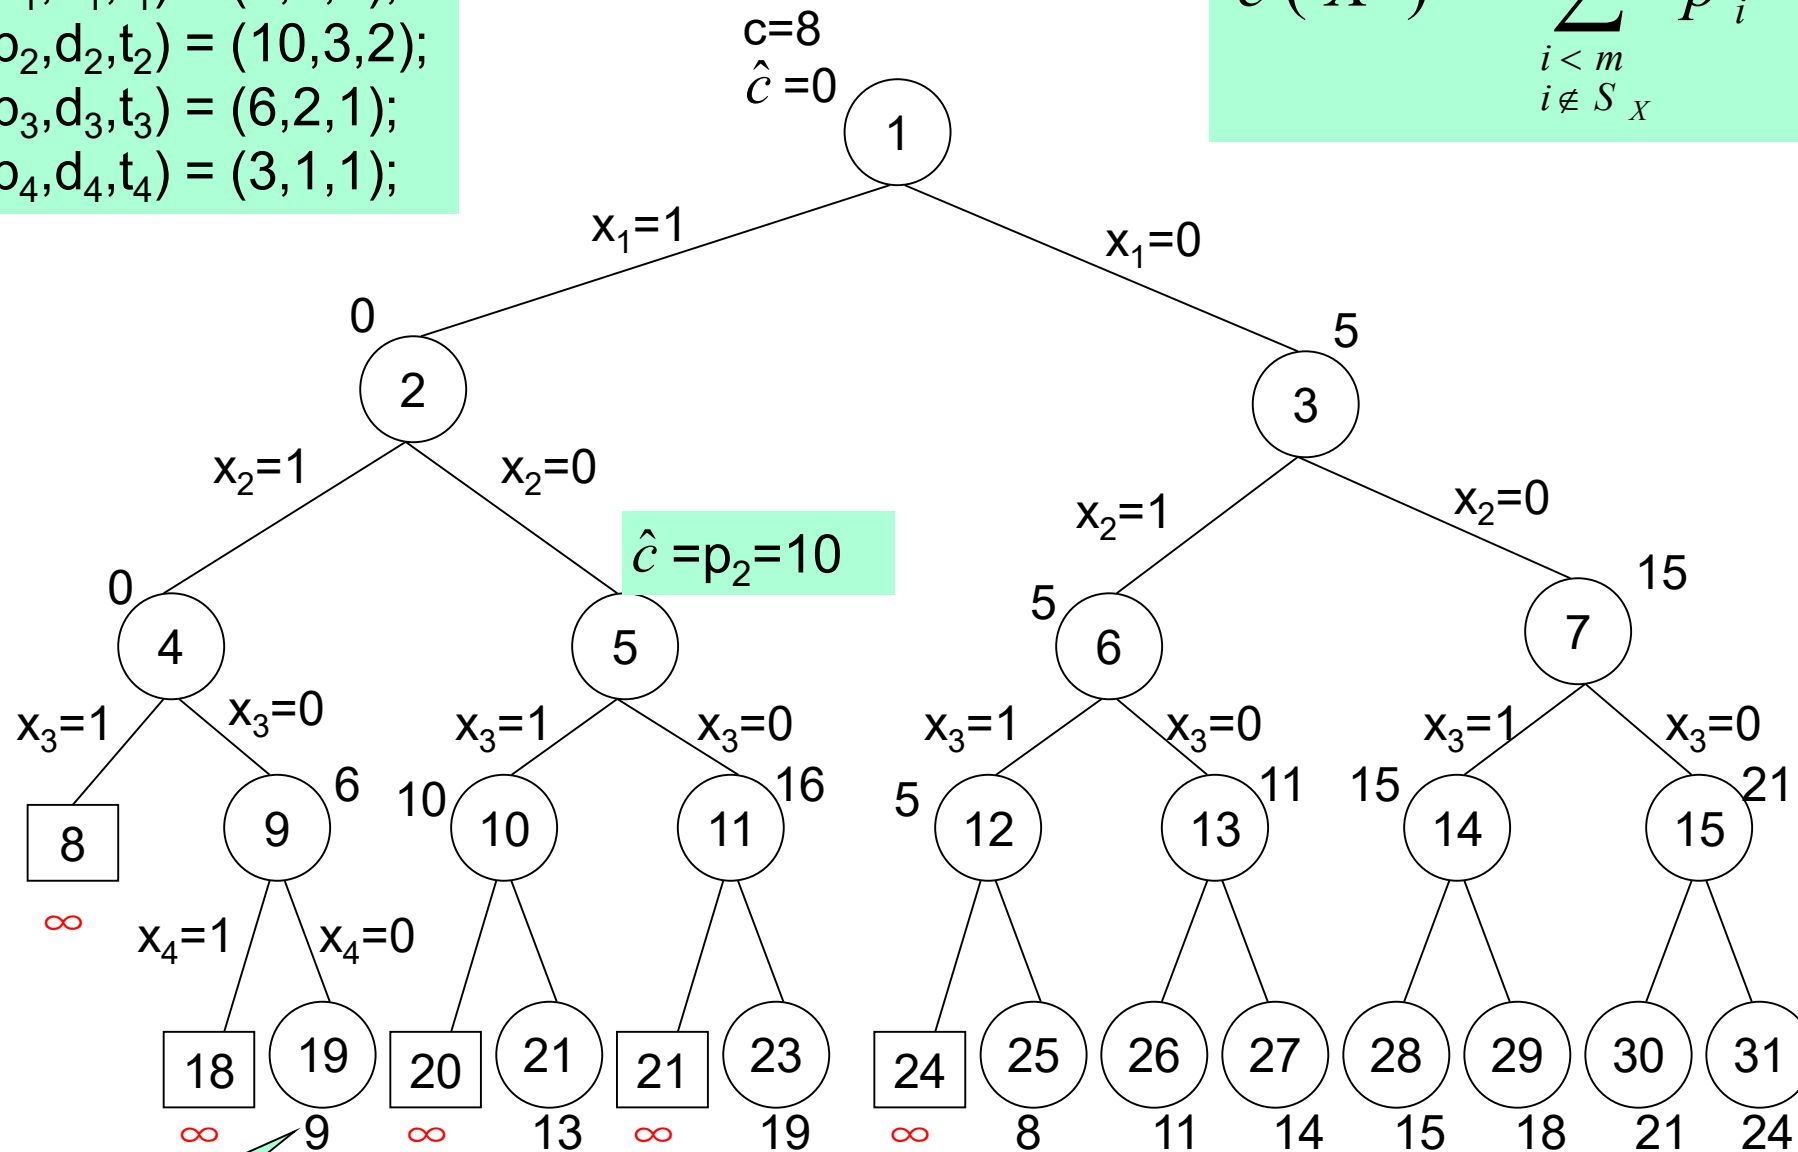 p₂,d₂,t₂) = (10,3,2);
p₃,d₃,t₃) = (6,2,1);
p₄,d₄,t₄) = (3,1,1);
∑ p i
i < m
i ∉ S X
c=8
ĉ =0
1
x₁=1
x₁=0
0
5
2
3
x₂=1
x₂=0
x₂=1
x₂=0
ĉ =p₂=10
0
5
15
4
5
6
7
x₃=1
x₃=0
x₃=1
x₃=0
x₃=1
x₃=0
x₃=1
x₃=0
6
10
16
5
11
15
21
8
9
10
11
12
13
14
15
∞
x₄=1
x₄=0
18
19
20
21
21
23
24
25
26
27
28
29
30
31
∞
9
∞
13
∞
19
∞
8
11
14
15
18
21
24